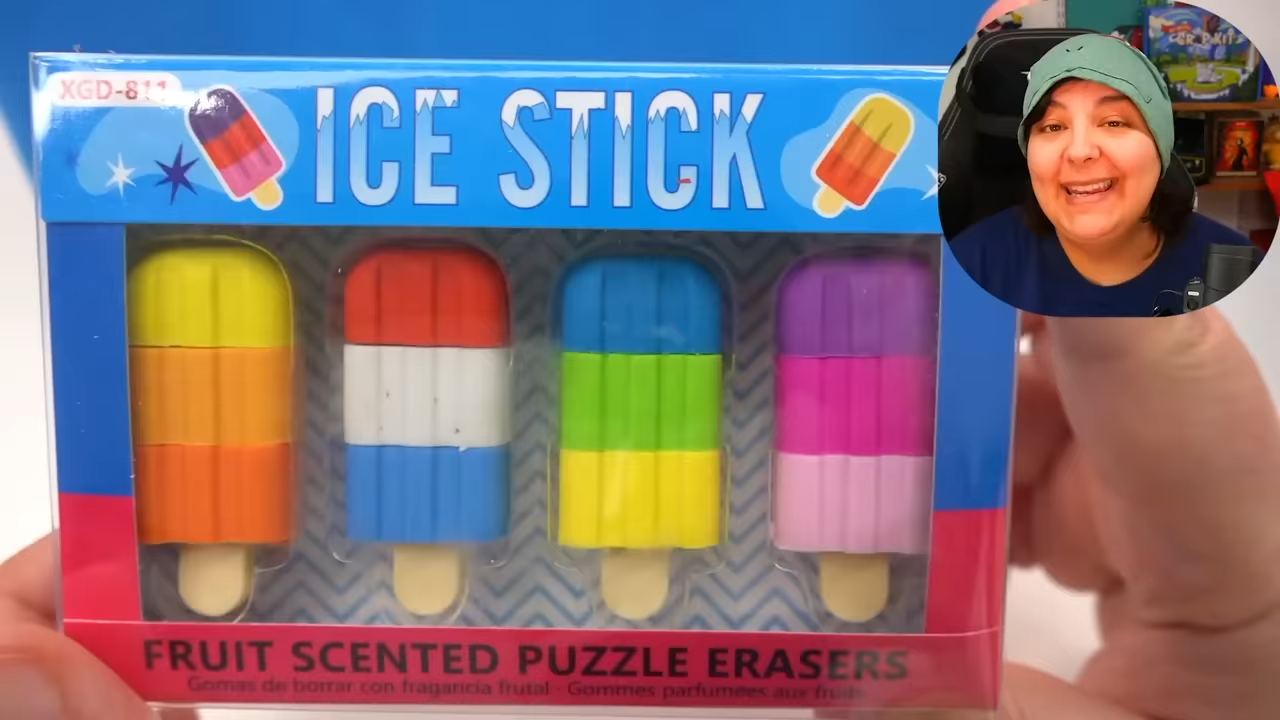 XGD-811
ICE STICK
FRUIT SCENTED PUZZLE ERASERS
Gomas de borrar con fragancia frutal · Gommes parfumées aux fruits